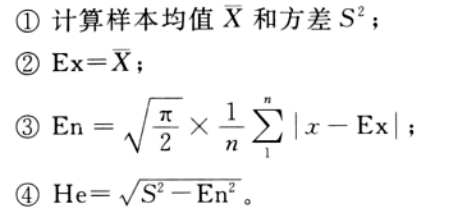 ① 计算样本均值 X̄ 和方差 S²；
② Ex=X̄；
③ En = √(π/2) × 1/n ∑₁ⁿ |x − Ex|；
④ He=√(S²−En²)。